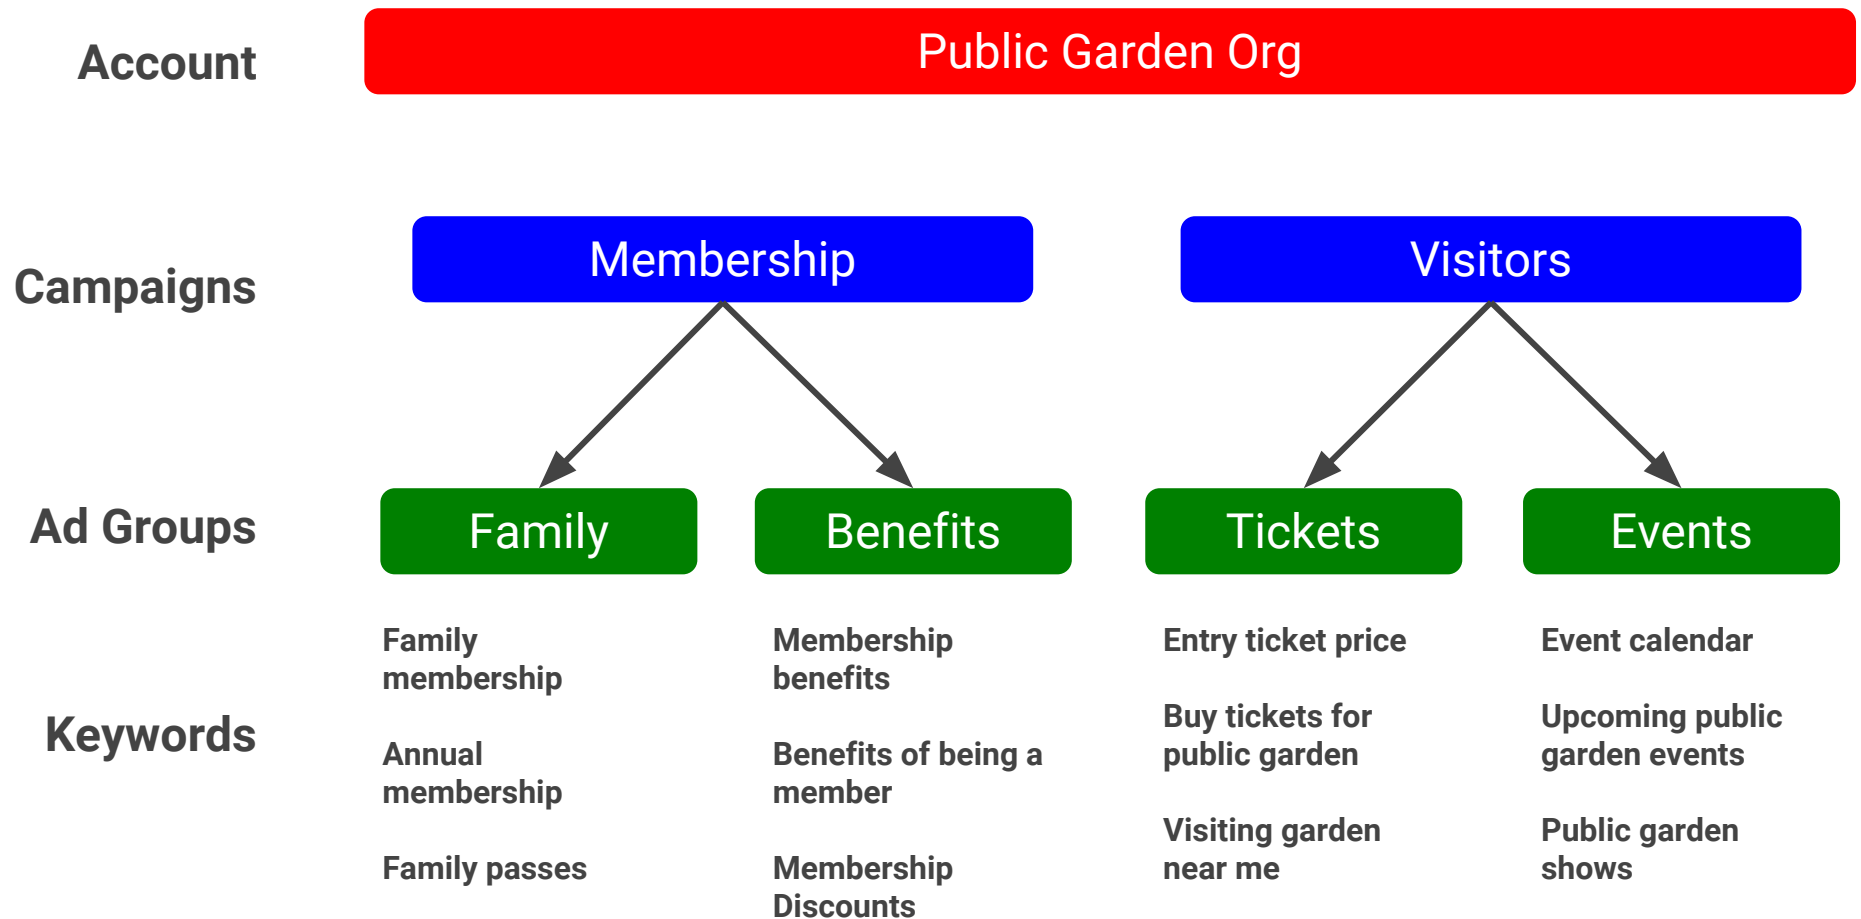 Account
Public Garden Org
Campaigns
Membership
Visitors
Ad Groups
Family
Benefits
Tickets
Events
Keywords
Family
membership
Annual
membership
Family passes
Membership
benefits
Benefits of being a
member
Membership
Discounts
Entry ticket price
Buy tickets for
public garden
Visiting garden
near me
Event calendar
Upcoming public
garden events
Public garden
shows